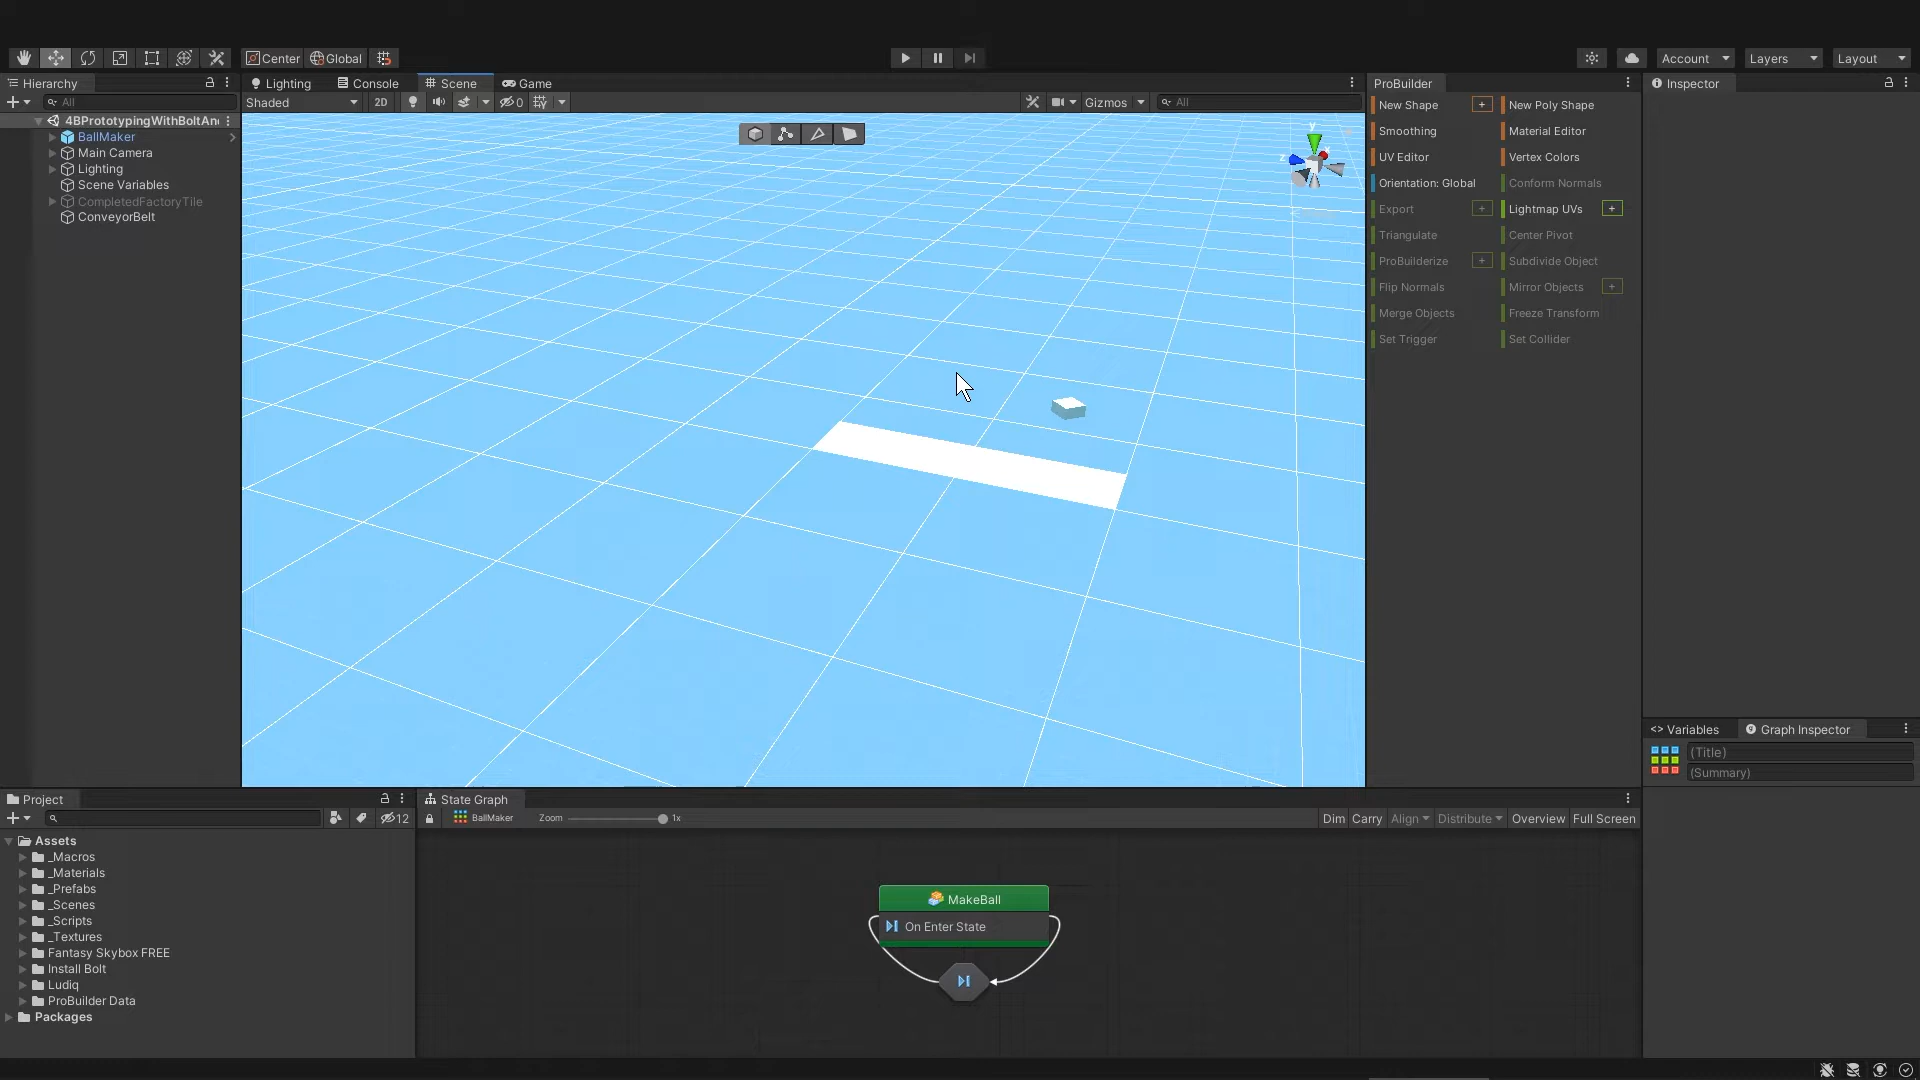 Center Global
Account Layers Layout
Hierarchy
All
4BPrototypingWithBoltAn
BallMaker
Main Camera
Lighting
Scene Variables
CompletedFactoryTile
ConveyorBelt
Lighting Console Scene Game
Shaded 2D 0 Gizmos All
y
z
ProBuilder
New Shape + New Poly Shape
Smoothing Material Editor
UV Editor Vertex Colors
Orientation: Global Conform Normals
Export + Lightmap UVs +
Triangulate Center Pivot
ProBuilderize + Subdivide Object
Flip Normals Mirror Objects +
Merge Objects Freeze Transform
Set Trigger Set Collider
Inspector
<> Variables Graph Inspector
(Title)
(Summary)
Project
12
Assets
_Macros
_Materials
_Prefabs
_Scenes
_Scripts
_Textures
Fantasy Skybox FREE
Install Bolt
Ludiq
ProBuilder Data
Packages
State Graph
BallMaker Zoom 1x Dim Carry Align Distribute Overview Full Screen
MakeBall
On Enter State